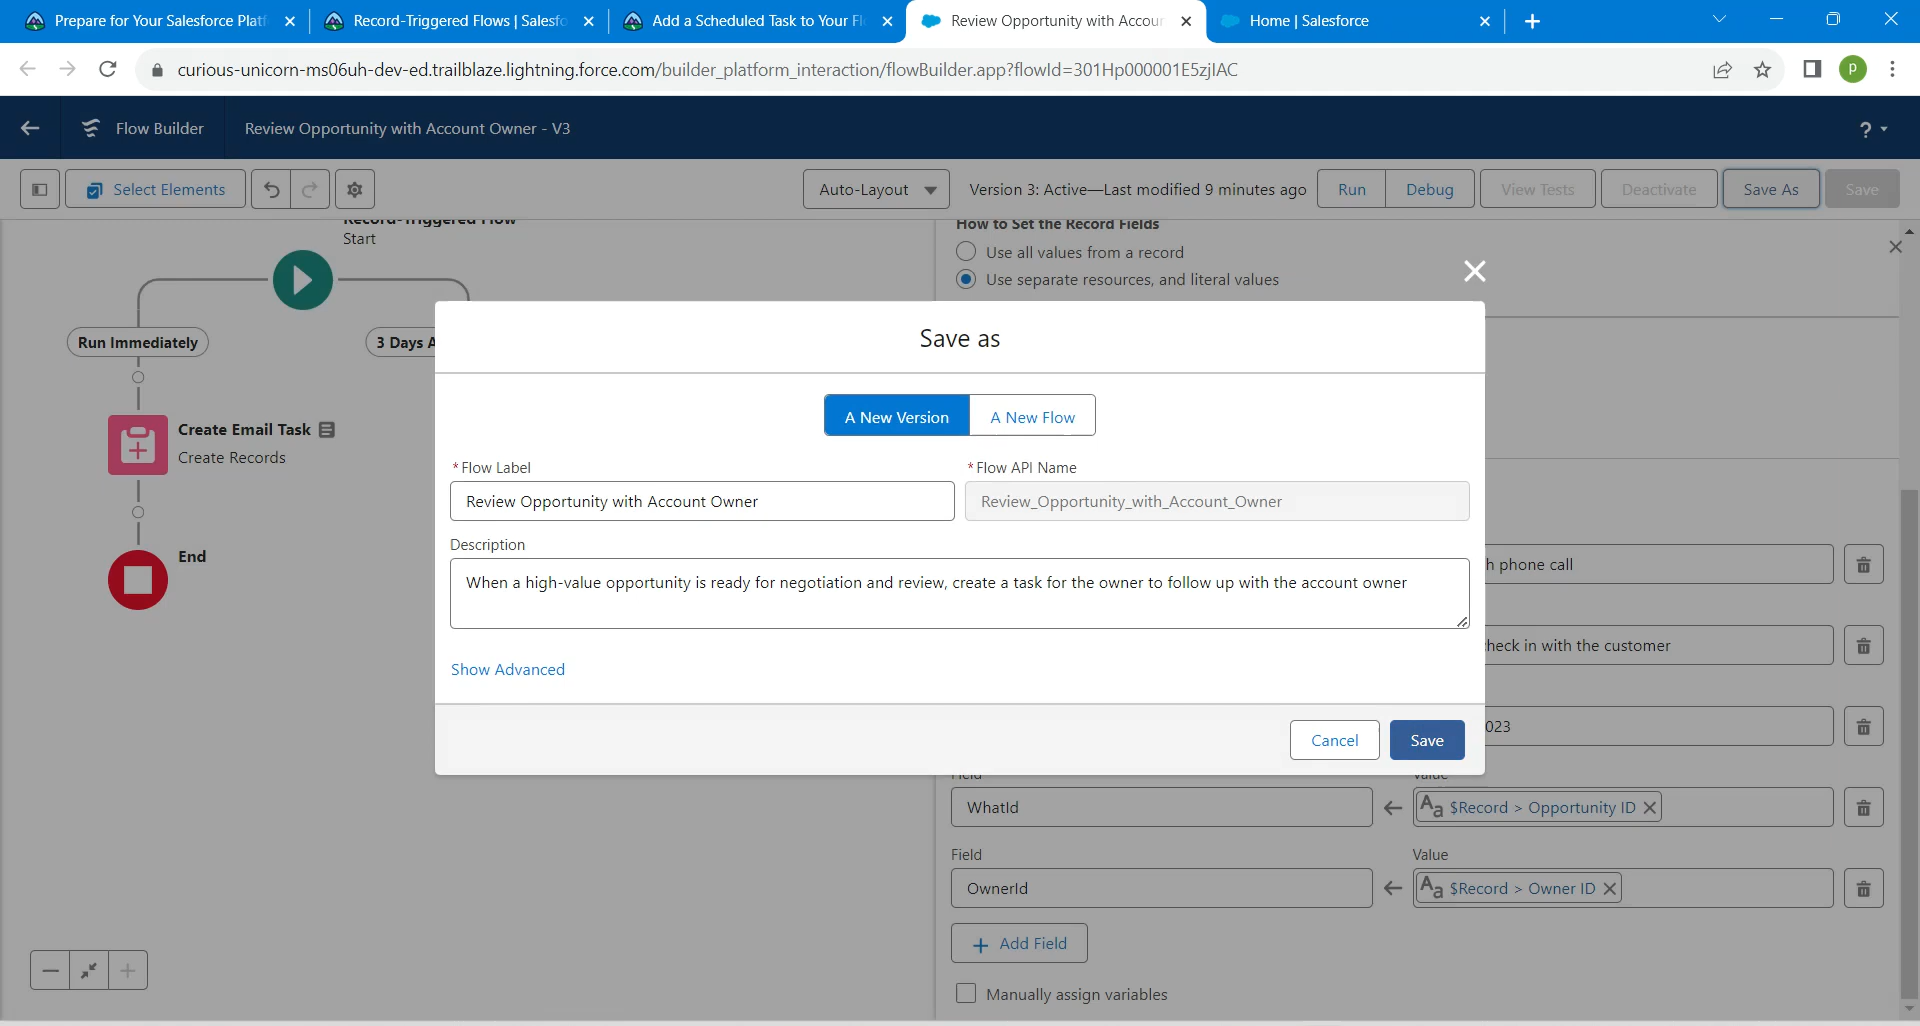 Prepare for Your Salesforce Platf
Record-Triggered Flows | Salesfo
Add a Scheduled Task to Your Fl
Review Opportunity with Accour
Home | Salesforce
curious-unicorn-ms06uh-dev-ed.trailblaze.lightning.force.com/builder_platform_interaction/flowBuilder.app?flowId=301Hp000001E5zjIAC
P
Flow Builder
Review Opportunity with Account Owner - V3
?
Select Elements
Auto-Layout
Version 3: Active—Last modified 9 minutes ago
Run
Debug
View Tests
Deactivate
Save As
Save
Record-Triggered Flow
Start
How to Set the Record Fields
Use all values from a record
Use separate resources, and literal values
Run Immediately
3 Days A
Create Email Task
Create Records
End
Save as
A New Version
A New Flow
* Flow Label
* Flow API Name
Review Opportunity with Account Owner
Review_Opportunity_with_Account_Owner
Description
When a high-value opportunity is ready for negotiation and review, create a task for the owner to follow up with the account owner
Show Advanced
Cancel
Save
h phone call
heck in with the customer
023
Field
Value
WhatId
Aa $Record > Opportunity ID
Field
Value
OwnerId
Aa $Record > Owner ID
Add Field
Manually assign variables